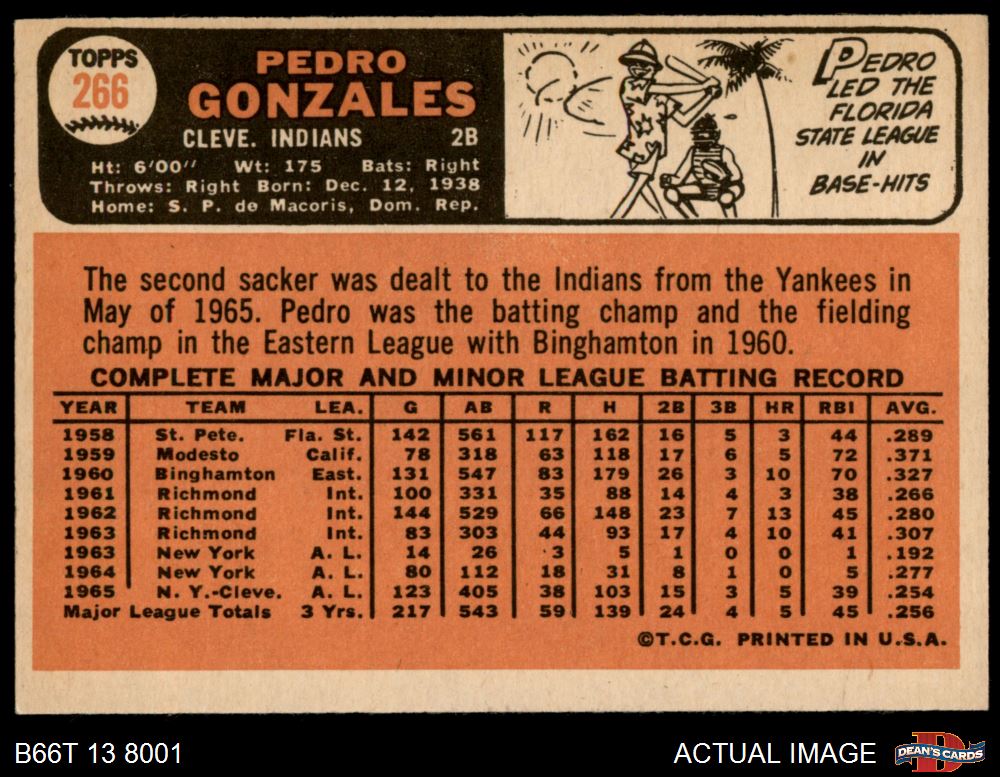 TOPPS
266
PEDRO
GONZALES
CLEVE. INDIANS 2B
Ht: 6'00" Wt: 175 Bats: Right
Throws: Right Born: Dec. 12, 1938
Home: S. P. de Macoris, Dom. Rep.
PEDRO
LED THE
FLORIDA
STATE LEAGUE
IN
BASE-HITS
The second sacker was dealt to the Indians from the Yankees in
May of 1965. Pedro was the batting champ and the fielding
champ in the Eastern League with Binghamton in 1960.
COMPLETE MAJOR AND MINOR LEAGUE BATTING RECORD
YEAR TEAM LEA. G AB R H 2B 3B HR RBI AVG.
1958 St. Pete. Fla. St. 142 561 117 162 16 5 3 44 .289
1959 Modesto Calif. 78 318 63 118 17 6 5 72 .371
1960 Binghamton East. 131 547 83 179 26 3 10 70 .327
1961 Richmond Int. 100 331 35 88 14 4 3 38 .266
1962 Richmond Int. 144 529 66 148 23 7 13 45 .280
1963 Richmond Int. 83 303 44 93 17 4 10 41 .307
1963 New York A. L. 14 26 3 5 1 0 0 1 .192
1964 New York A. L. 80 112 18 31 8 1 0 5 .277
1965 N. Y.-Cleve. A. L. 123 405 38 103 15 3 5 39 .254
Major League Totals 3 Yrs. 217 543 59 139 24 4 5 45 .256
©T.C.G. PRINTED IN U.S.A.
B66T 13 8001
ACTUAL IMAGE
DEAN'S CARDS